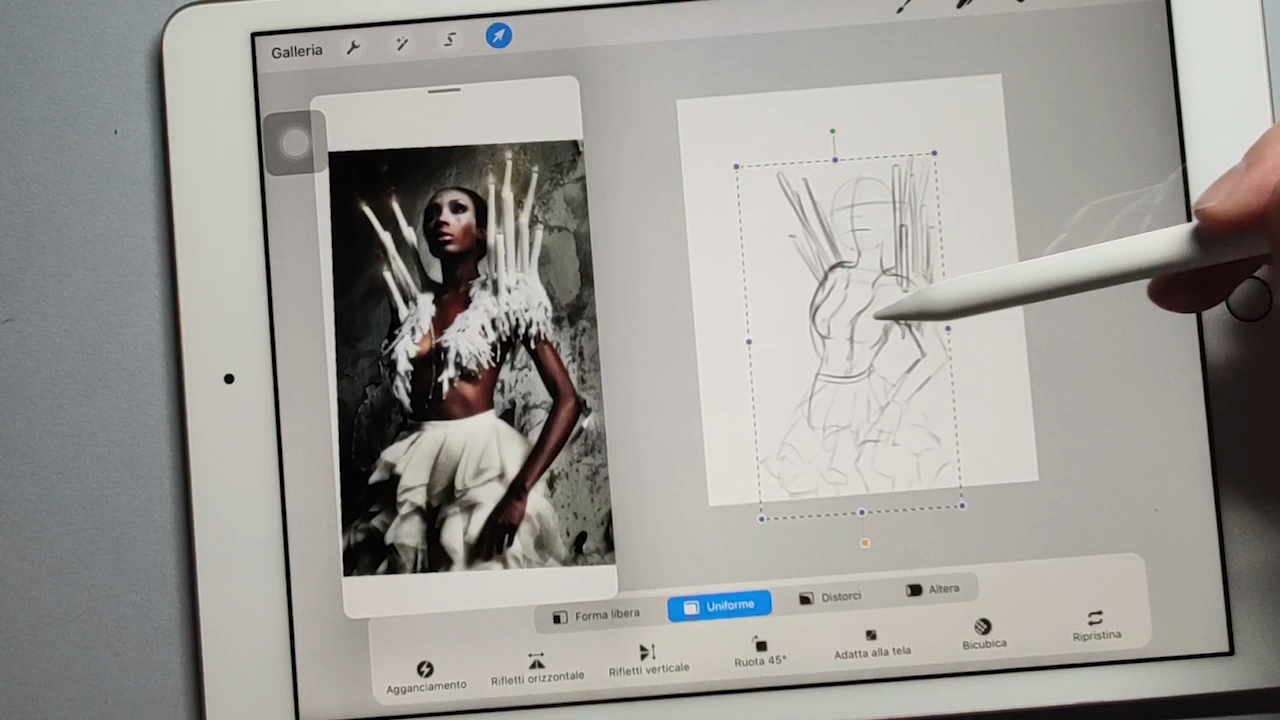 Galleria
Forma libera
Uniforme
Distorci
Altera
Agganciamento
Rifletti orizzontale
Rifletti verticale
Ruota 45°
Adatta alla tela
Bicubica
Ripristina